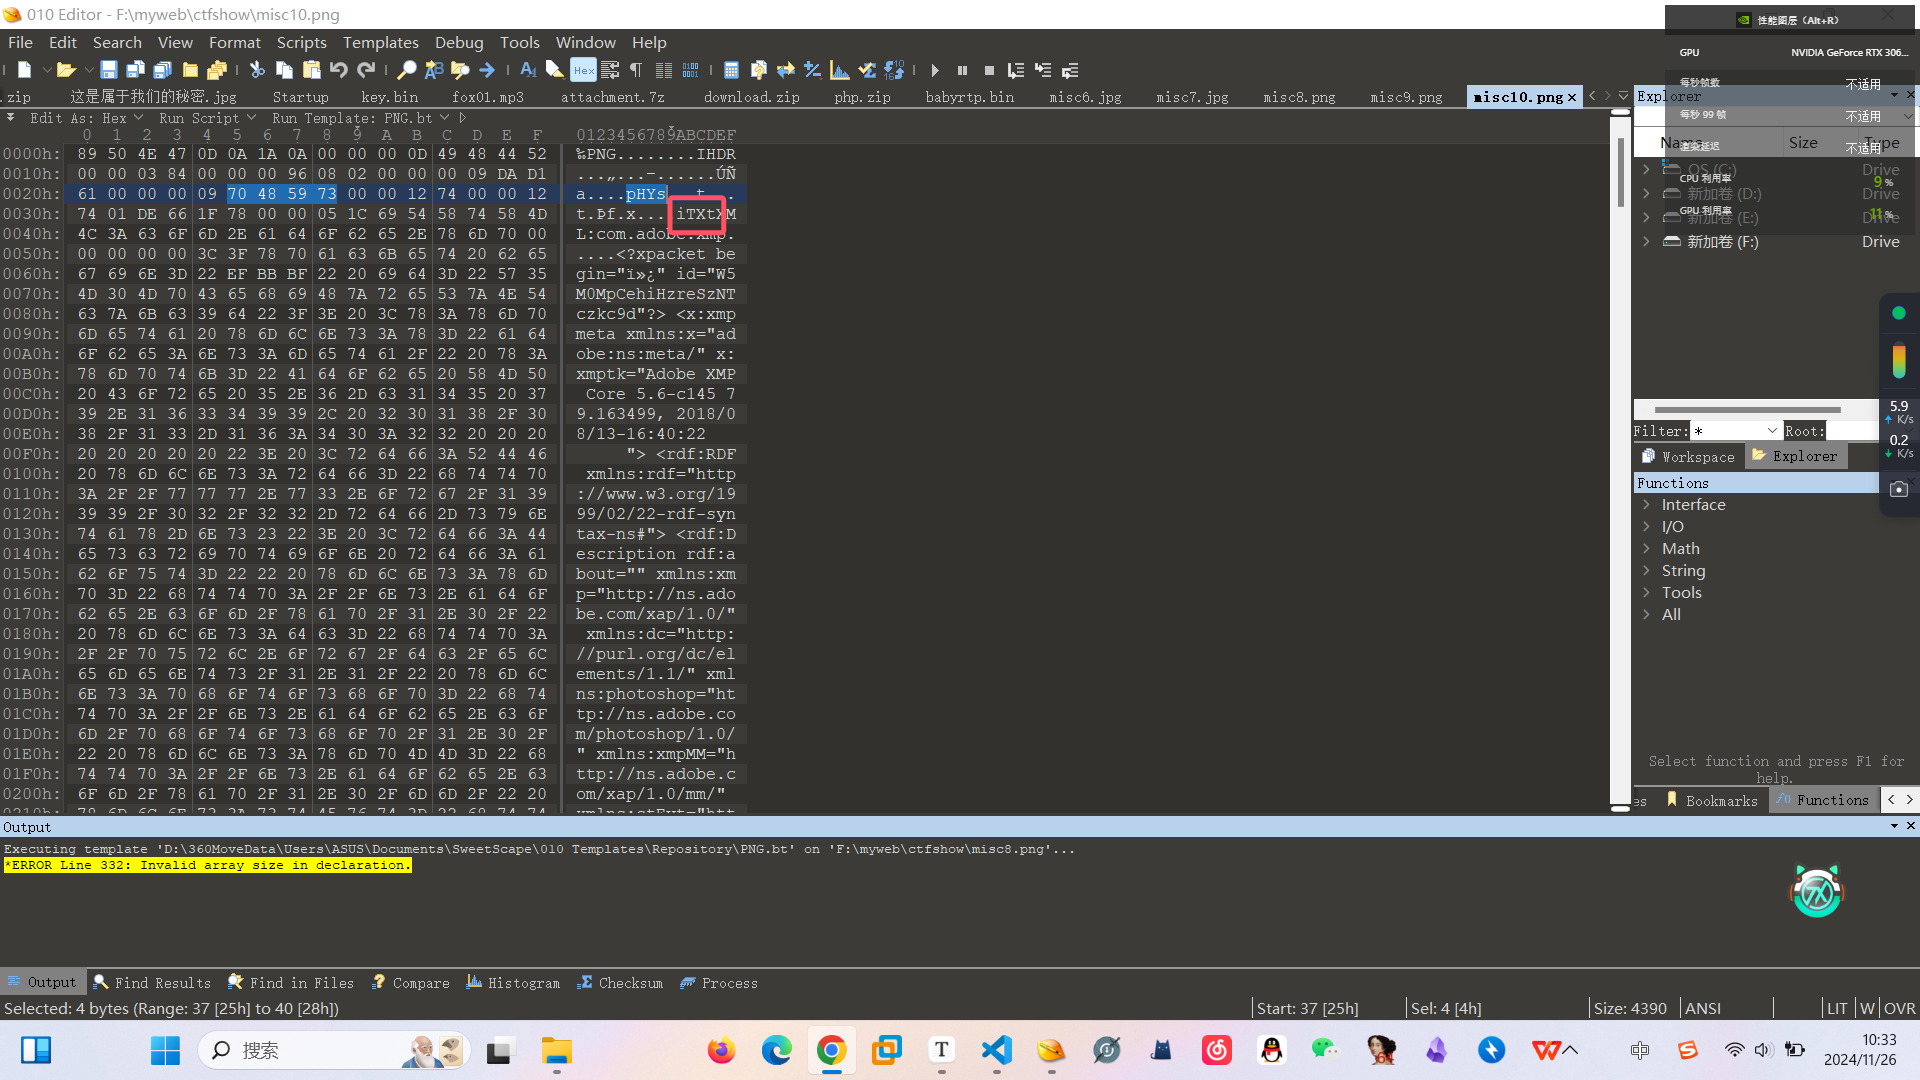 010 Editor - F:\myweb\ctfshow\misc10.png
File Edit Search View Format Scripts Templates Debug Tools Window Help
.zip 这是属于我们的秘密.jpg Startup key.bin fox01.mp3 attachment.7z download.zip php.zip babyrtp.bin misc6.jpg misc7.jpg misc8.png misc9.png misc10.png
Edit As: Hex Run Script Run Template: PNG.bt
0 1 2 3 4 5 6 7 8 9 A B C D E F 0123456789ABCDEF
0000h: 89 50 4E 47 0D 0A 1A 0A 00 00 00 0D 49 48 44 52 ‰PNG........IHDR
0010h: 00 00 03 84 00 00 00 96 08 02 00 00 00 09 DA D1 ...„...–......ÚÑ
0020h: 61 00 00 00 09 70 48 59 73 00 00 12 74 00 00 12 a....pHYs...t...
0030h: 74 01 DE 66 1F 78 00 00 05 1C 69 54 58 74 58 4D t.Þf.x....iTXtXM
0040h: 4C 3A 63 6F 6D 2E 61 64 6F 62 65 2E 78 6D 70 00 L:com.adobe.xmp.
0050h: 00 00 00 00 3C 3F 78 70 61 63 6B 65 74 20 62 65 ....<?xpacket be
0060h: 67 69 6E 3D 22 EF BB BF 22 20 69 64 3D 22 57 35 gin="ï»¿" id="W5
0070h: 4D 30 4D 70 43 65 68 69 48 7A 72 65 53 7A 4E 54 M0MpCehiHzreSzNT
0080h: 63 7A 6B 63 39 64 22 3F 3E 20 3C 78 3A 78 6D 70 czkc9d"?> <x:xmp
0090h: 6D 65 74 61 20 78 6D 6C 6E 73 3A 78 3D 22 61 64 meta xmlns:x="ad
00A0h: 6F 62 65 3A 6E 73 3A 6D 65 74 61 2F 22 20 78 3A obe:ns:meta/" x:
00B0h: 78 6D 70 74 6B 3D 22 41 64 6F 62 65 20 58 4D 50 xmptk="Adobe XMP
00C0h: 20 43 6F 72 65 20 35 2E 36 2D 63 31 34 35 20 37 Core 5.6-c145 7
00D0h: 39 2E 31 36 33 34 39 39 2C 20 32 30 31 38 2F 30 9.163499, 2018/0
00E0h: 38 2F 31 33 2D 31 36 3A 34 30 3A 32 32 20 20 20 8/13-16:40:22
00F0h: 20 20 20 20 20 22 3E 20 3C 72 64 66 3A 52 44 46 "> <rdf:RDF
0100h: 20 78 6D 6C 6E 73 3A 72 64 66 3D 22 68 74 74 70 xmlns:rdf="http
0110h: 3A 2F 2F 77 77 77 2E 77 33 2E 6F 72 67 2F 31 39 ://www.w3.org/19
0120h: 39 39 2F 30 32 2F 32 32 2D 72 64 66 2D 73 79 6E 99/02/22-rdf-syn
0130h: 74 61 78 2D 6E 73 23 22 3E 20 3C 72 64 66 3A 44 tax-ns#"> <rdf:D
0140h: 65 73 63 72 69 70 74 69 6F 6E 20 72 64 66 3A 61 escription rdf:a
0150h: 62 6F 75 74 3D 22 22 20 78 6D 6C 6E 73 3A 78 6D bout="" xmlns:xm
0160h: 70 3D 22 68 74 74 70 3A 2F 2F 6E 73 2E 61 64 6F p="http://ns.ado
0170h: 62 65 2E 63 6F 6D 2F 78 61 70 2F 31 2E 30 2F 22 be.com/xap/1.0/"
0180h: 20 78 6D 6C 6E 73 3A 64 63 3D 22 68 74 74 70 3A xmlns:dc="http:
0190h: 2F 2F 70 75 72 6C 2E 6F 72 67 2F 64 63 2F 65 6C //purl.org/dc/el
01A0h: 65 6D 65 6E 74 73 2F 31 2E 31 2F 22 20 78 6D 6C ements/1.1/" xml
01B0h: 6E 73 3A 70 68 6F 74 6F 73 68 6F 70 3D 22 68 74 ns:photoshop="ht
01C0h: 74 70 3A 2F 2F 6E 73 2E 61 64 6F 62 65 2E 63 6F tp://ns.adobe.co
01D0h: 6D 2F 70 68 6F 74 6F 73 68 6F 70 2F 31 2E 30 2F m/photoshop/1.0/
01E0h: 22 20 78 6D 6C 6E 73 3A 78 6D 70 4D 4D 3D 22 68 " xmlns:xmpMM="h
01F0h: 74 74 70 3A 2F 2F 6E 73 2E 61 64 6F 62 65 2E 63 ttp://ns.adobe.c
0200h: 6F 6D 2F 78 61 70 2F 31 2E 30 2F 6D 6D 2F 22 20 om/xap/1.0/mm/"
性能图层 (Alt+R)
GPU NVIDIA GeForce RTX 306...
每秒帧数 不适用
Explorer
每秒 99 帧 不适用
渲染延迟 不适用
Name Size Type
OS (C:) Drive
CPU 利用率 9 %
新加卷 (D:) Drive
GPU 利用率 11 %
新加卷 (E:) Drive
新加卷 (F:) Drive
5.9 K/s
0.2 K/s
Filter: * Root:
Workspace Explorer
Functions
Interface
I/O
Math
String
Tools
All
Select function and press F1 for
help.
es Bookmarks Functions
Output
Executing template 'D:\360MoveData\Users\ASUS\Documents\SweetScape\010 Templates\Repository\PNG.bt' on 'F:\myweb\ctfshow\misc8.png'...
*ERROR Line 332: Invalid array size in declaration.
Output Find Results Find in Files Compare Histogram Checksum Process
Selected: 4 bytes (Range: 37 [25h] to 40 [28h]) Start: 37 [25h] Sel: 4 [4h] Size: 4390 ANSI LIT W OVR
搜索
中
10:33
2024/11/26